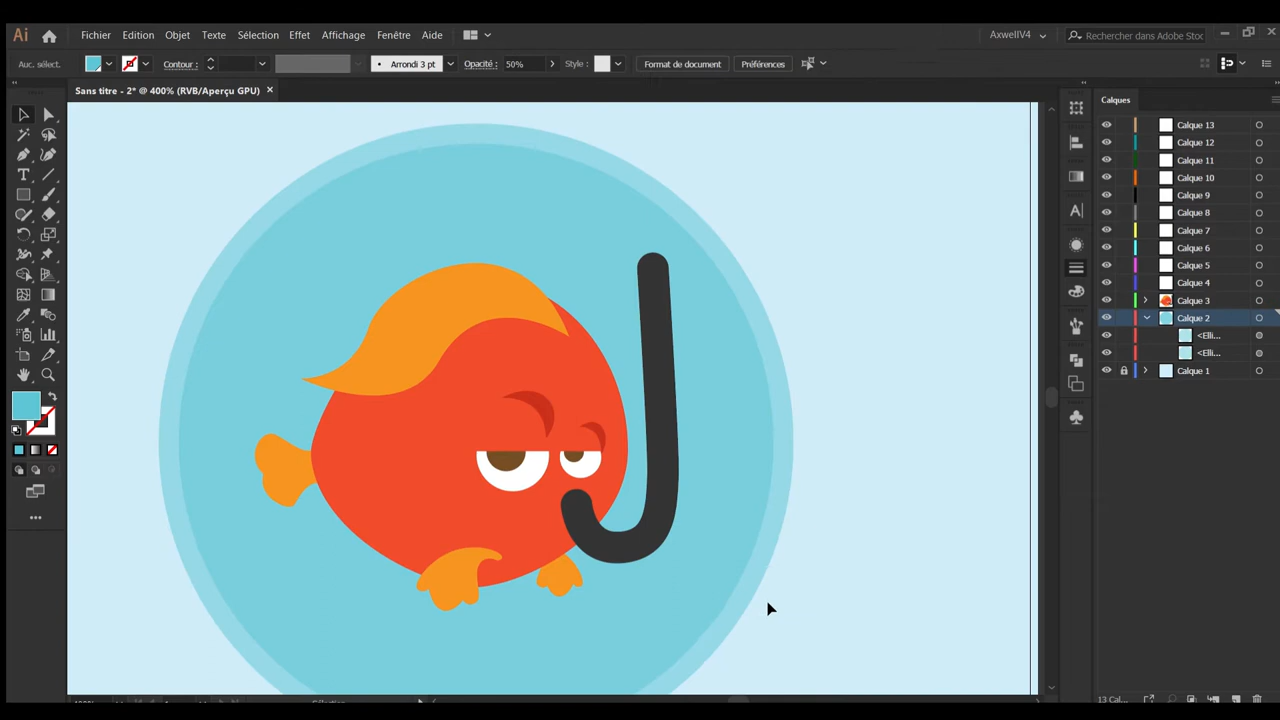 Ai Fichier Edition Objet Texte Sélection Effet Affichage Fenêtre Aide AxwellV4 Rechercher dans Adobe Stoc
Auc. sélect. Contour : Arrondi 3 pt Opacité : 50% Style : Format de document Préférences
Sans titre - 2* @ 400% (RVB/Aperçu GPU) ×
Calques
Calque 13
Calque 12
Calque 11
Calque 10
Calque 9
Calque 8
Calque 7
Calque 6
Calque 5
Calque 4
Calque 3
Calque 2
<Elli...
<Elli...
Calque 1
13 Cal...